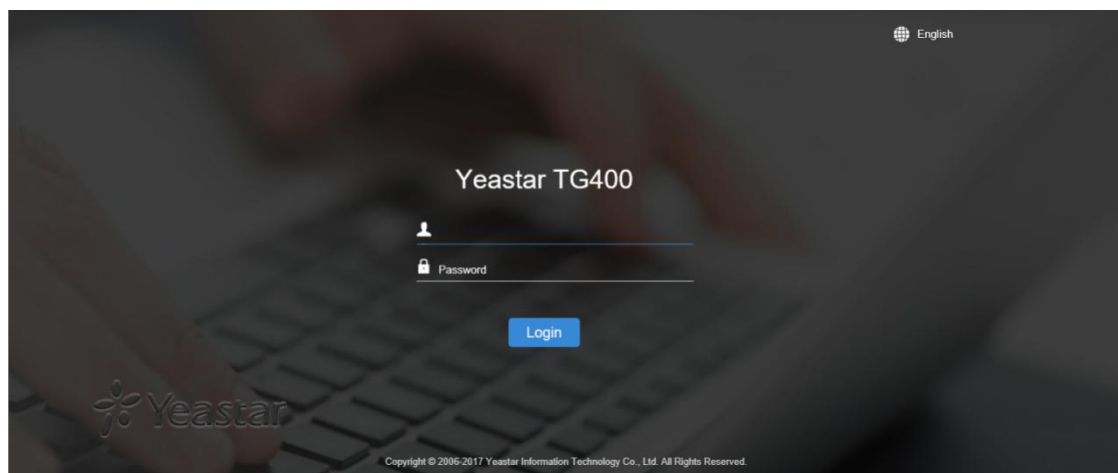 English
Yeastar TG400
Password
Login
Yeastar
Copyright © 2006-2017 Yeastar Information Technology Co., Ltd. All Rights Reserved.